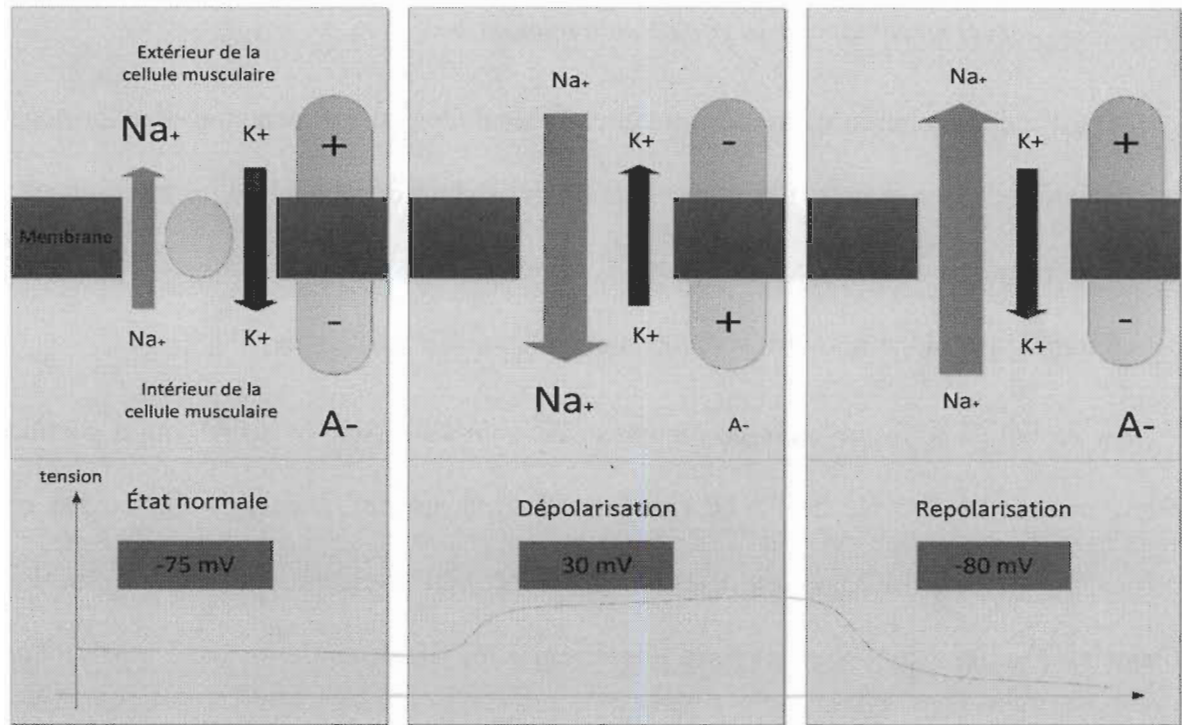 Extérieur de la
cellule musculaire
Na+
K+
+
Membrane
-
Na+
K+
Intérieur de la
cellule musculaire
A-
Na+
K+
-
K+
+
Na+
A-
Na+
K+
+
K+
-
Na+
A-
tension
État normale
-75 mV
Dépolarisation
30 mV
Repolarisation
-80 mV